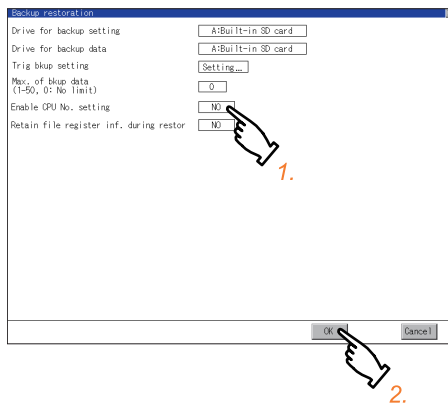 Backup restoration
Drive for backup setting A:Built-in SD card
Drive for backup data A:Built-in SD card
Trig bkup setting Setting...
Max. of bkup data
(1-50, 0: No limit) 0
Enable CPU No. setting NO
Retain file register inf. during restor NO
1.
OK Cancel
2.